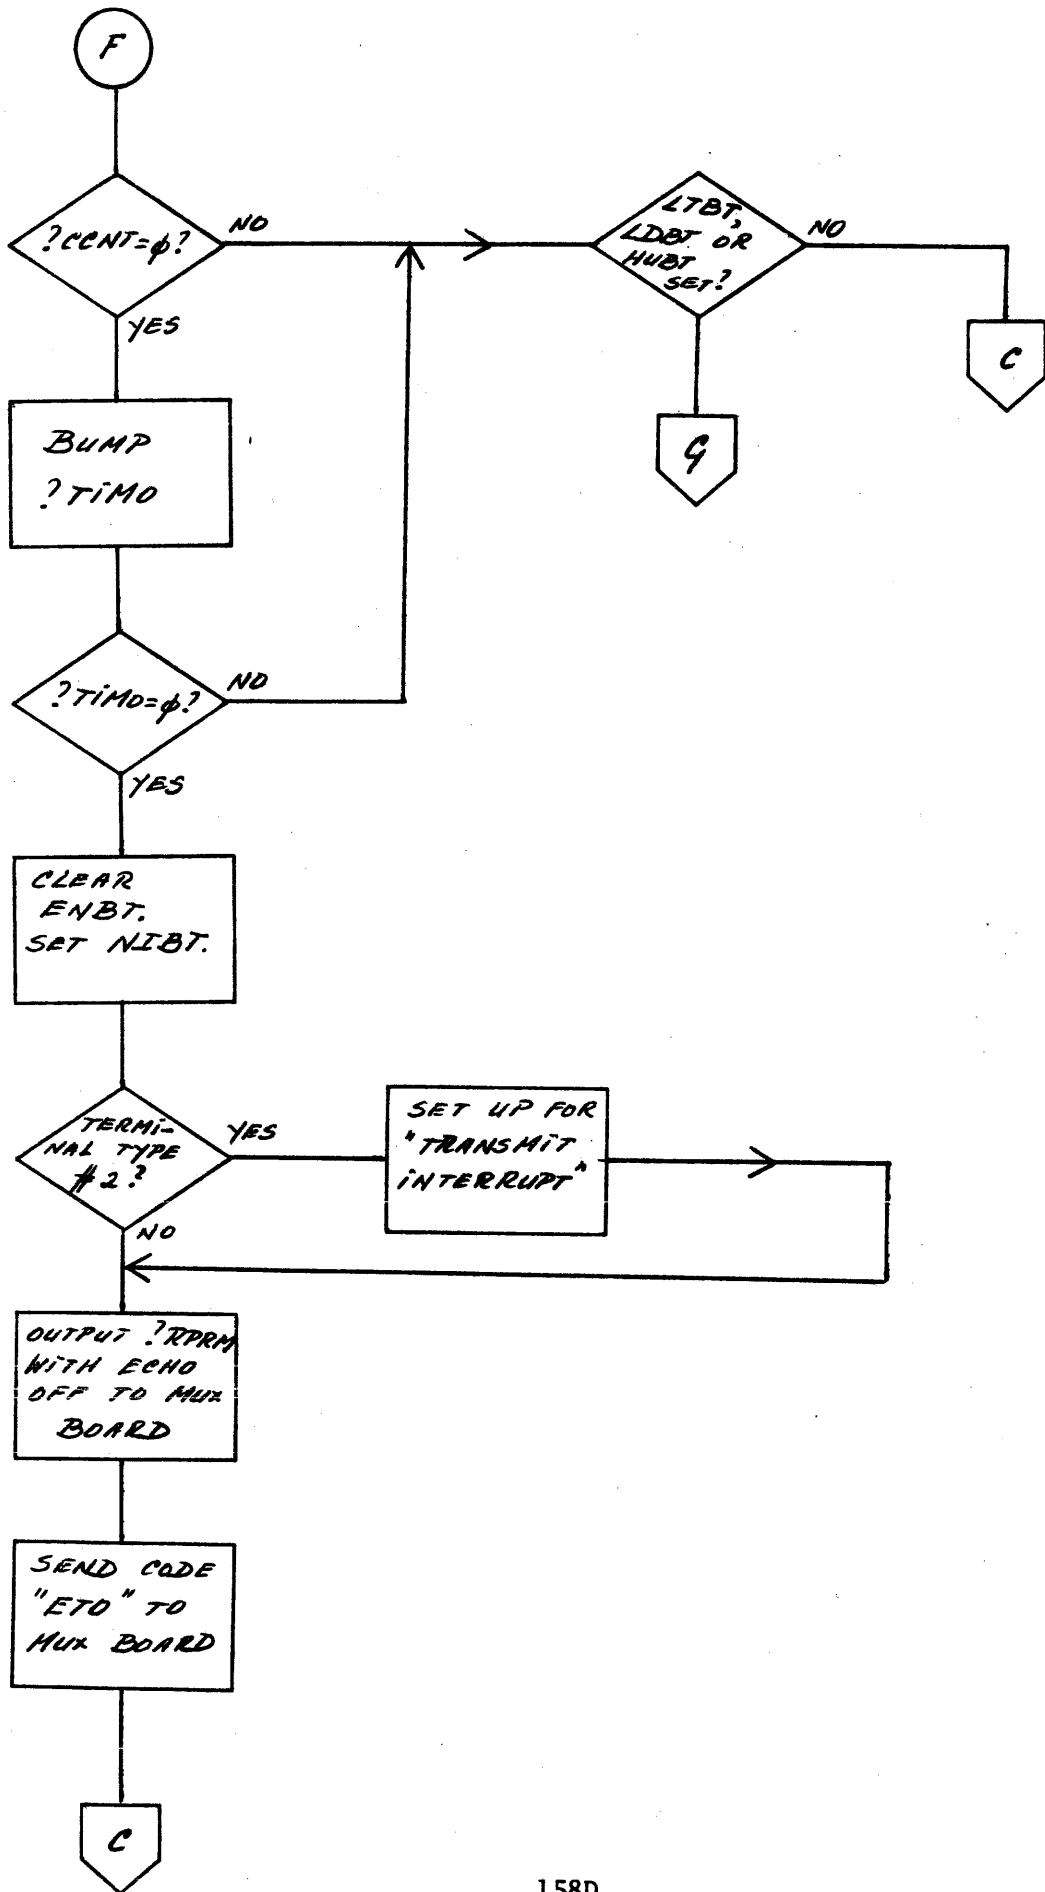 F
?CCNT=ϕ?
NO
YES
LTBT,
LDBT OR
HUBT
SET?
NO
C
G
BUMP
?TIMO
?TIMO=ϕ?
NO
YES
CLEAR
ENBT.
SET NIBT.
TERMI-
NAL TYPE
#2?
YES
NO
SET UP FOR
"TRANSMIT
INTERRUPT"
OUTPUT ?RPRM
WITH ECHO
OFF TO MUX
BOARD
SEND CODE
"ETO" TO
MUX BOARD
C
158D